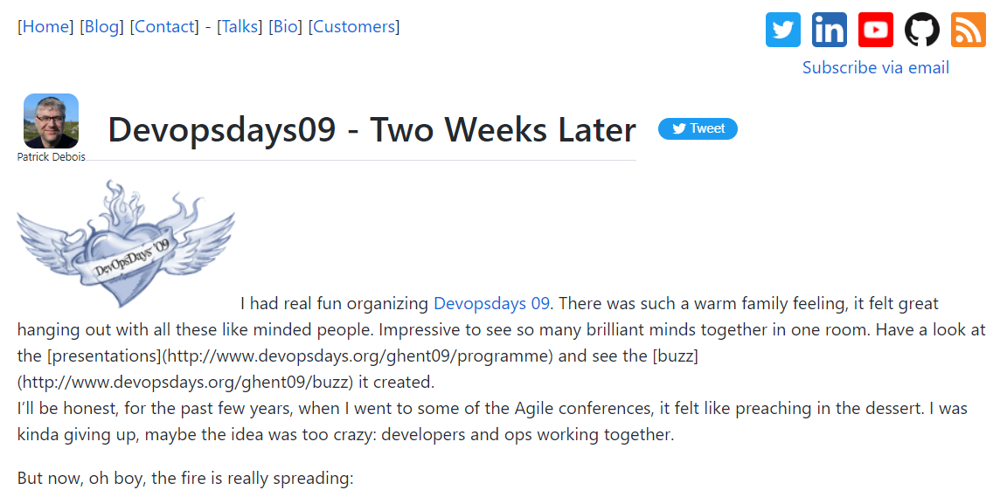 [Home] [Blog] [Contact] - [Talks] [Bio] [Customers]
Subscribe via email
Patrick Debois
Devopsdays09 - Two Weeks Later
Tweet
DevOpsDays '09
I had real fun organizing Devopsdays 09. There was such a warm family feeling, it felt great
hanging out with all these like minded people. Impressive to see so many brilliant minds together in one room. Have a look at
the [presentations](http://www.devopsdays.org/ghent09/programme) and see the [buzz]
(http://www.devopsdays.org/ghent09/buzz) it created.
I’ll be honest, for the past few years, when I went to some of the Agile conferences, it felt like preaching in the dessert. I was
kinda giving up, maybe the idea was too crazy: developers and ops working together.
But now, oh boy, the fire is really spreading: